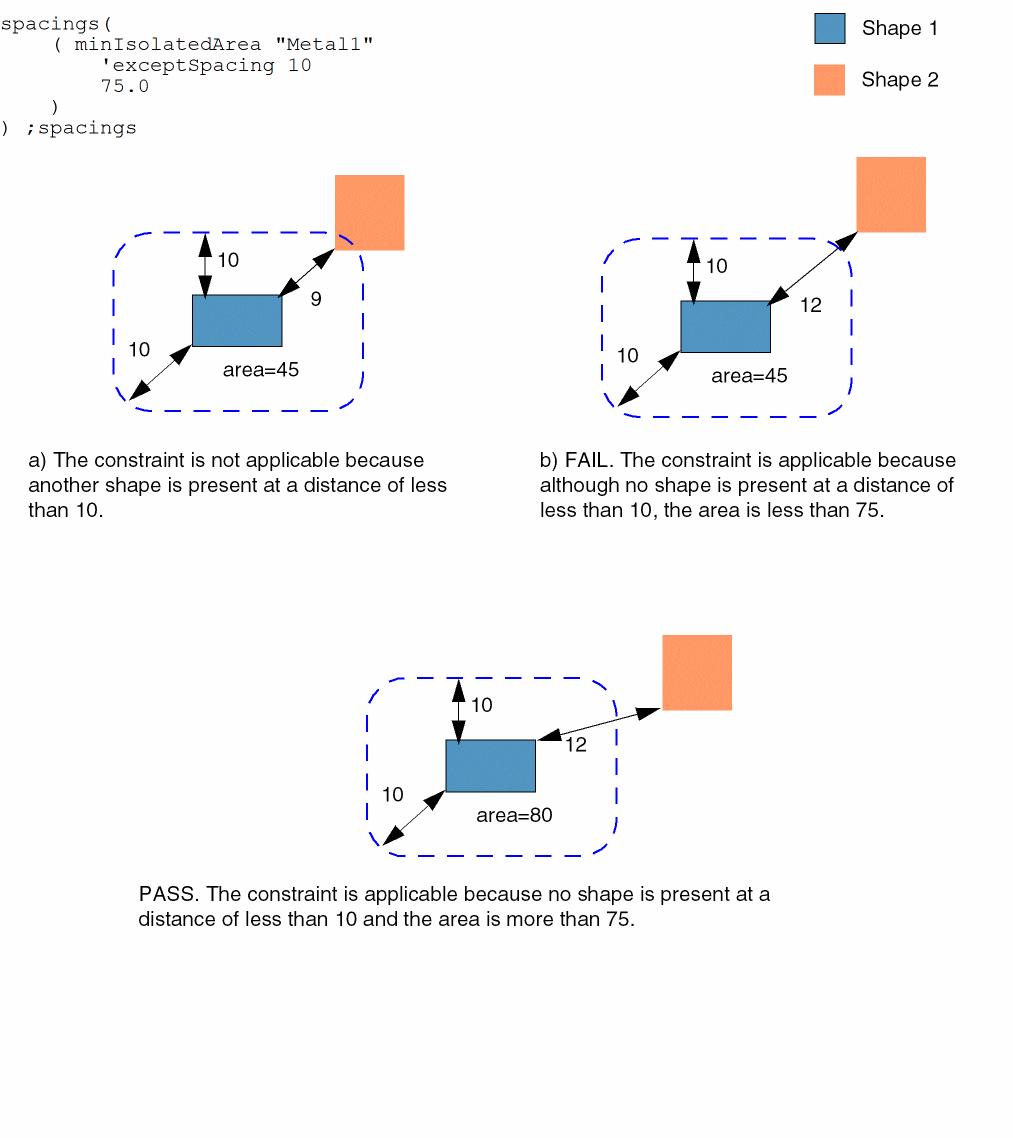 spacings(
( minIsolatedArea "Metal1"
'exceptSpacing 10
75.0
)
) ;spacings
Shape 1
Shape 2
10
9
10
area=45
a) The constraint is not applicable because
another shape is present at a distance of less
than 10.
10
12
10
area=45
b) FAIL. The constraint is applicable because
although no shape is present at a distance of
less than 10, the area is less than 75.
10
12
10
area=80
PASS. The constraint is applicable because no shape is present at a
distance of less than 10 and the area is more than 75.